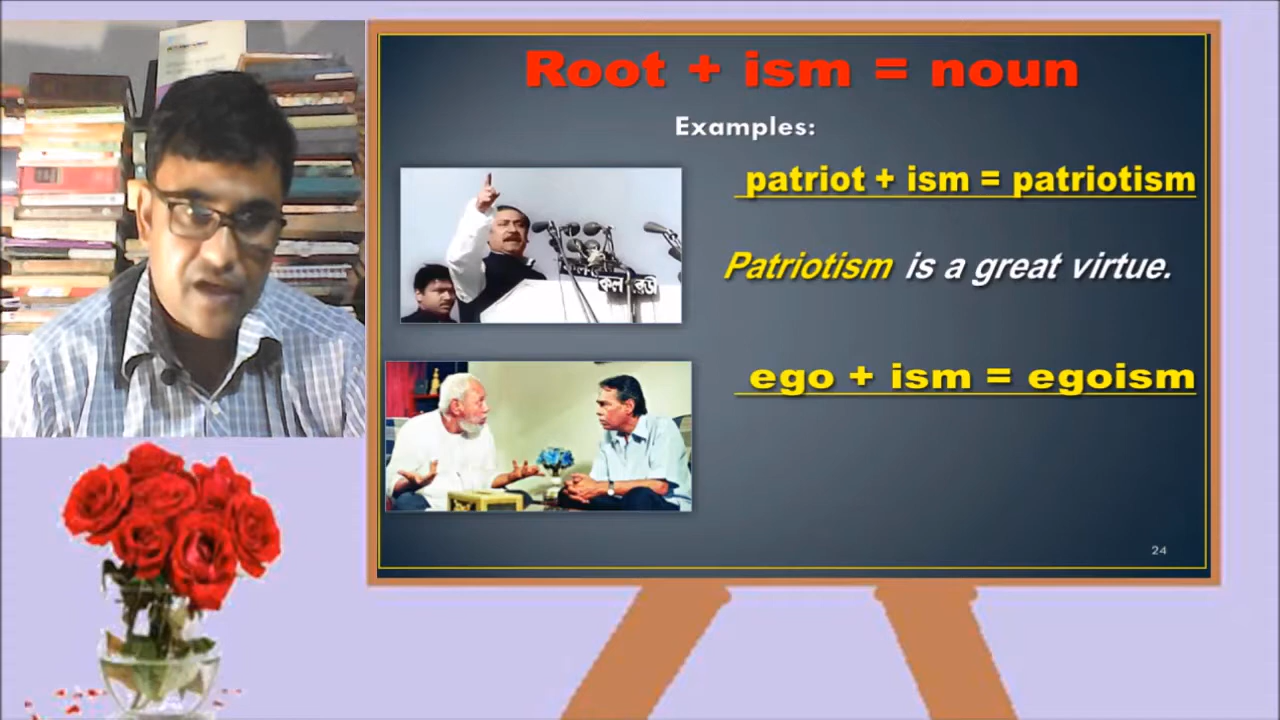 Root + ism = noun
Examples:
patriot + ism = patriotism
Patriotism is a great virtue.
ego + ism = egoism
24